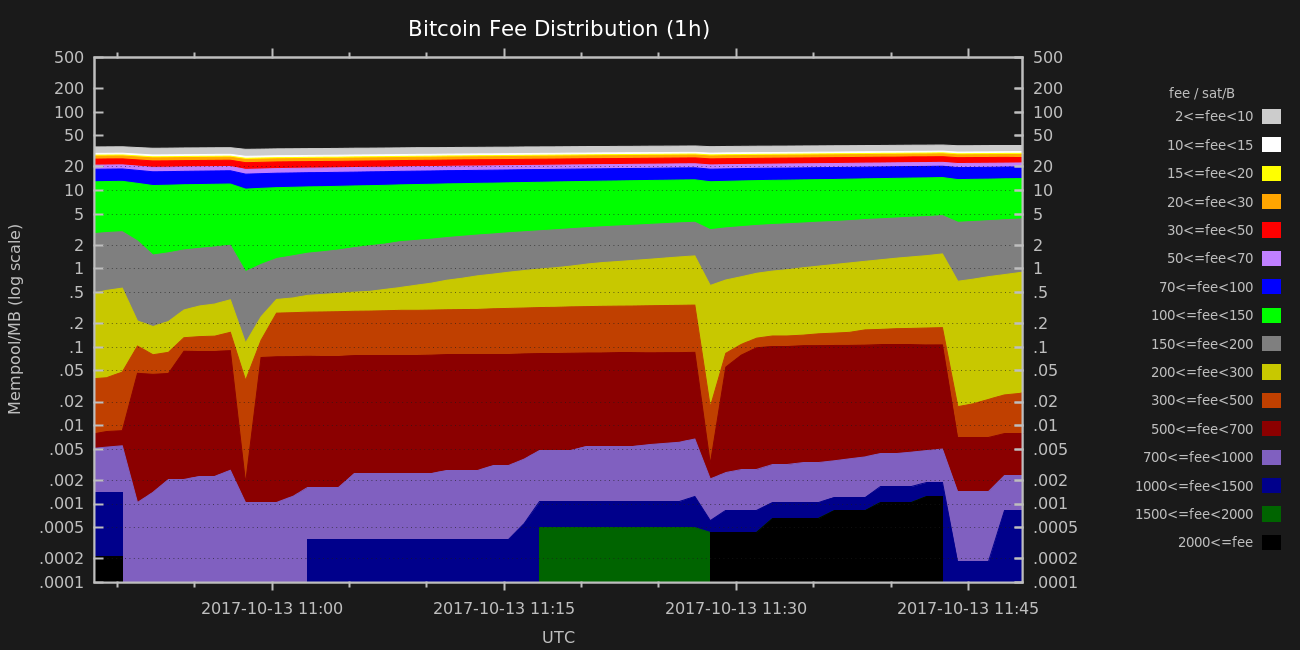 Bitcoin Fee Distribution (1h)
500
200
100
50
20
10
5
2
1
.5
.2
.1
.05
.02
.01
.005
.002
.001
.0005
.0002
.0001
Mempool/MB (log scale)
500
200
100
50
20
10
5
2
1
.5
.2
.1
.05
.02
.01
.005
.002
.001
.0005
.0002
.0001
2017-10-13 11:00
2017-10-13 11:15
2017-10-13 11:30
2017-10-13 11:45
UTC
fee / sat/B
2<=fee<10
10<=fee<15
15<=fee<20
20<=fee<30
30<=fee<50
50<=fee<70
70<=fee<100
100<=fee<150
150<=fee<200
200<=fee<300
300<=fee<500
500<=fee<700
700<=fee<1000
1000<=fee<1500
1500<=fee<2000
2000<=fee